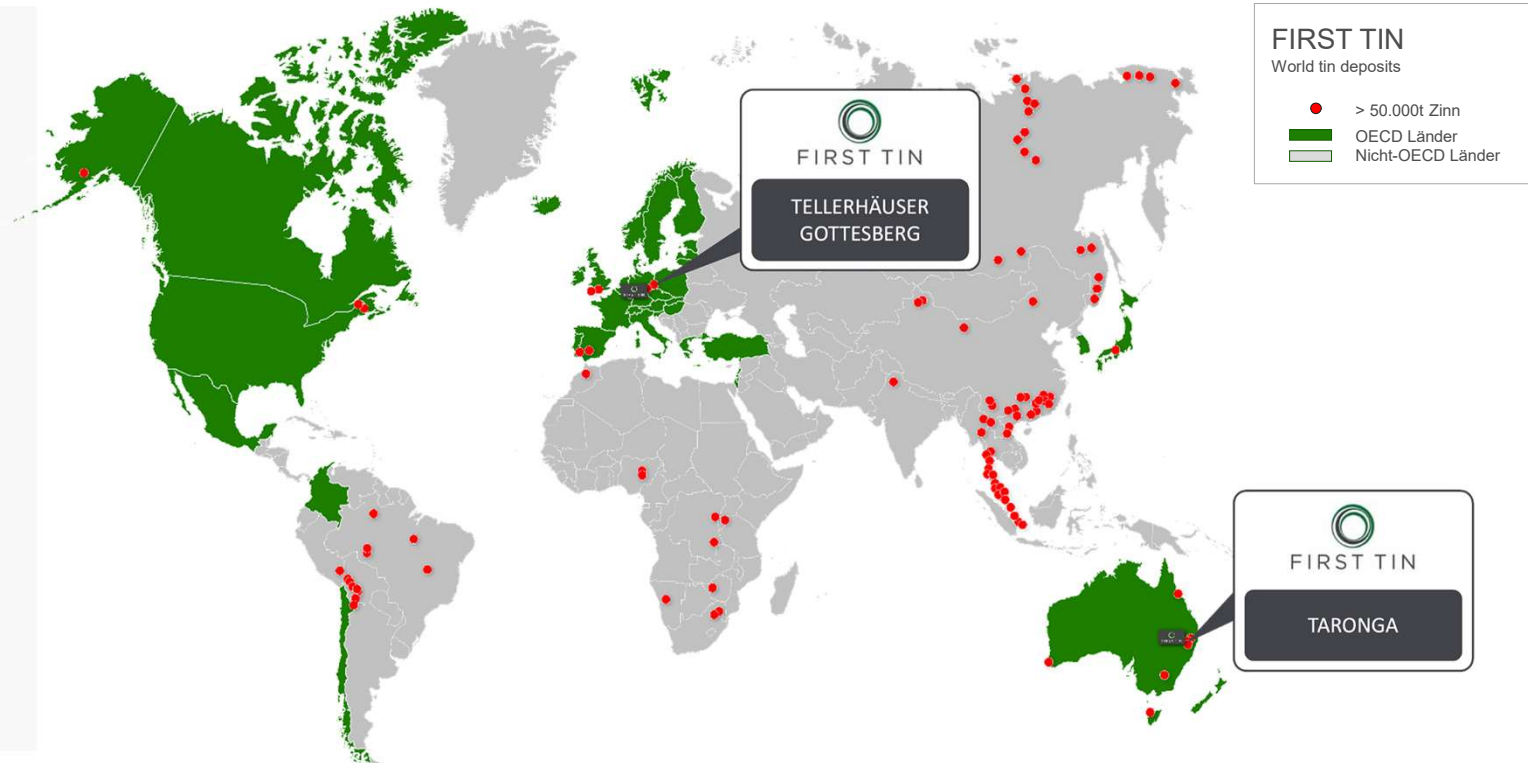 FIRST TIN
World tin deposits
> 50.000t Zinn
OECD Länder
Nicht-OECD Länder
FIRST TIN
TELLERHÄUSER
GOTTESBERG
FIRST TIN
TARONGA